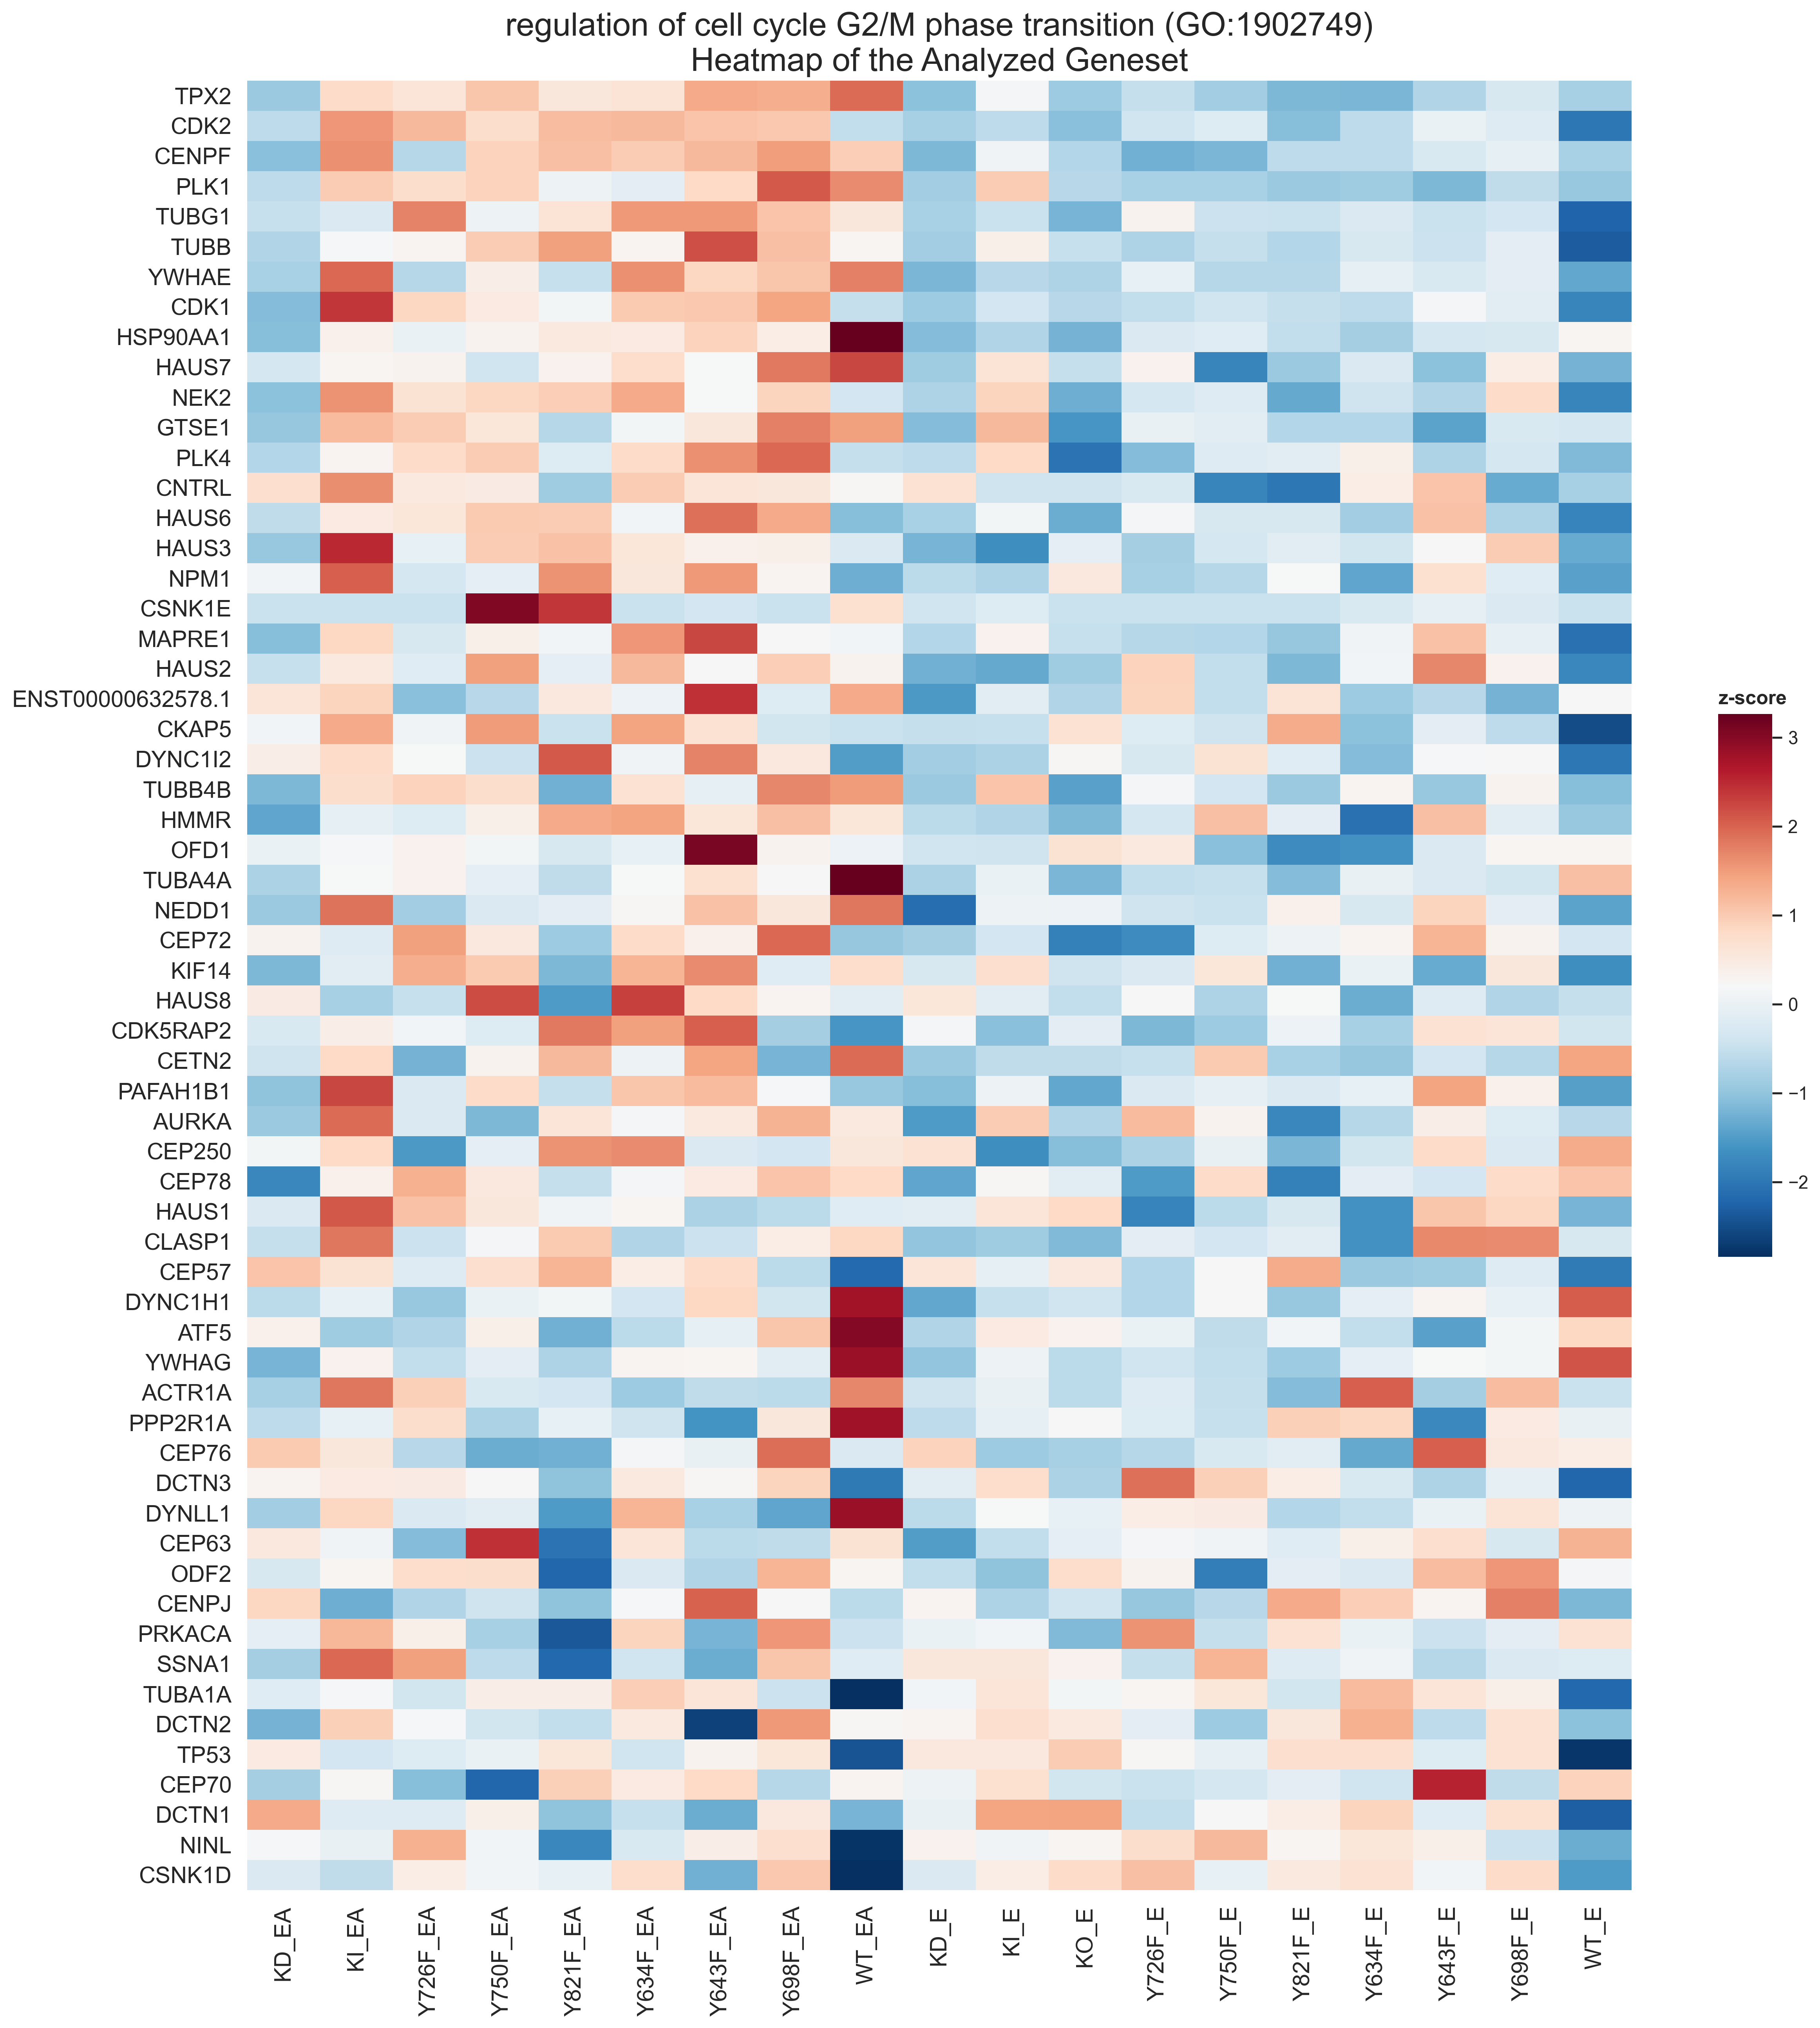 regulation of cell cycle G2/M phase transition (GO:1902749)
Heatmap of the Analyzed Geneset
TPX2
CDK2
CENPF
PLK1
TUBG1
TUBB
YWHAE
CDK1
HSP90AA1
HAUS7
NEK2
GTSE1
PLK4
CNTRL
HAUS6
HAUS3
NPM1
CSNK1E
MAPRE1
HAUS2
ENST00000632578.1
CKAP5
DYNC1I2
TUBB4B
HMMR
OFD1
TUBA4A
NEDD1
CEP72
KIF14
HAUS8
CDK5RAP2
CETN2
PAFAH1B1
AURKA
CEP250
CEP78
HAUS1
CLASP1
CEP57
DYNC1H1
ATF5
YWHAG
ACTR1A
PPP2R1A
CEP76
DCTN3
DYNLL1
CEP63
ODF2
CENPJ
PRKACA
SSNA1
TUBA1A
DCTN2
TP53
CEP70
DCTN1
NINL
CSNK1D
KD_EA
KI_EA
Y726F_EA
Y750F_EA
Y821F_EA
Y634F_EA
Y643F_EA
Y698F_EA
WT_EA
KD_E
KI_E
KO_E
Y726F_E
Y750F_E
Y821F_E
Y634F_E
Y643F_E
Y698F_E
WT_E
z-score
3
2
1
0
−1
−2